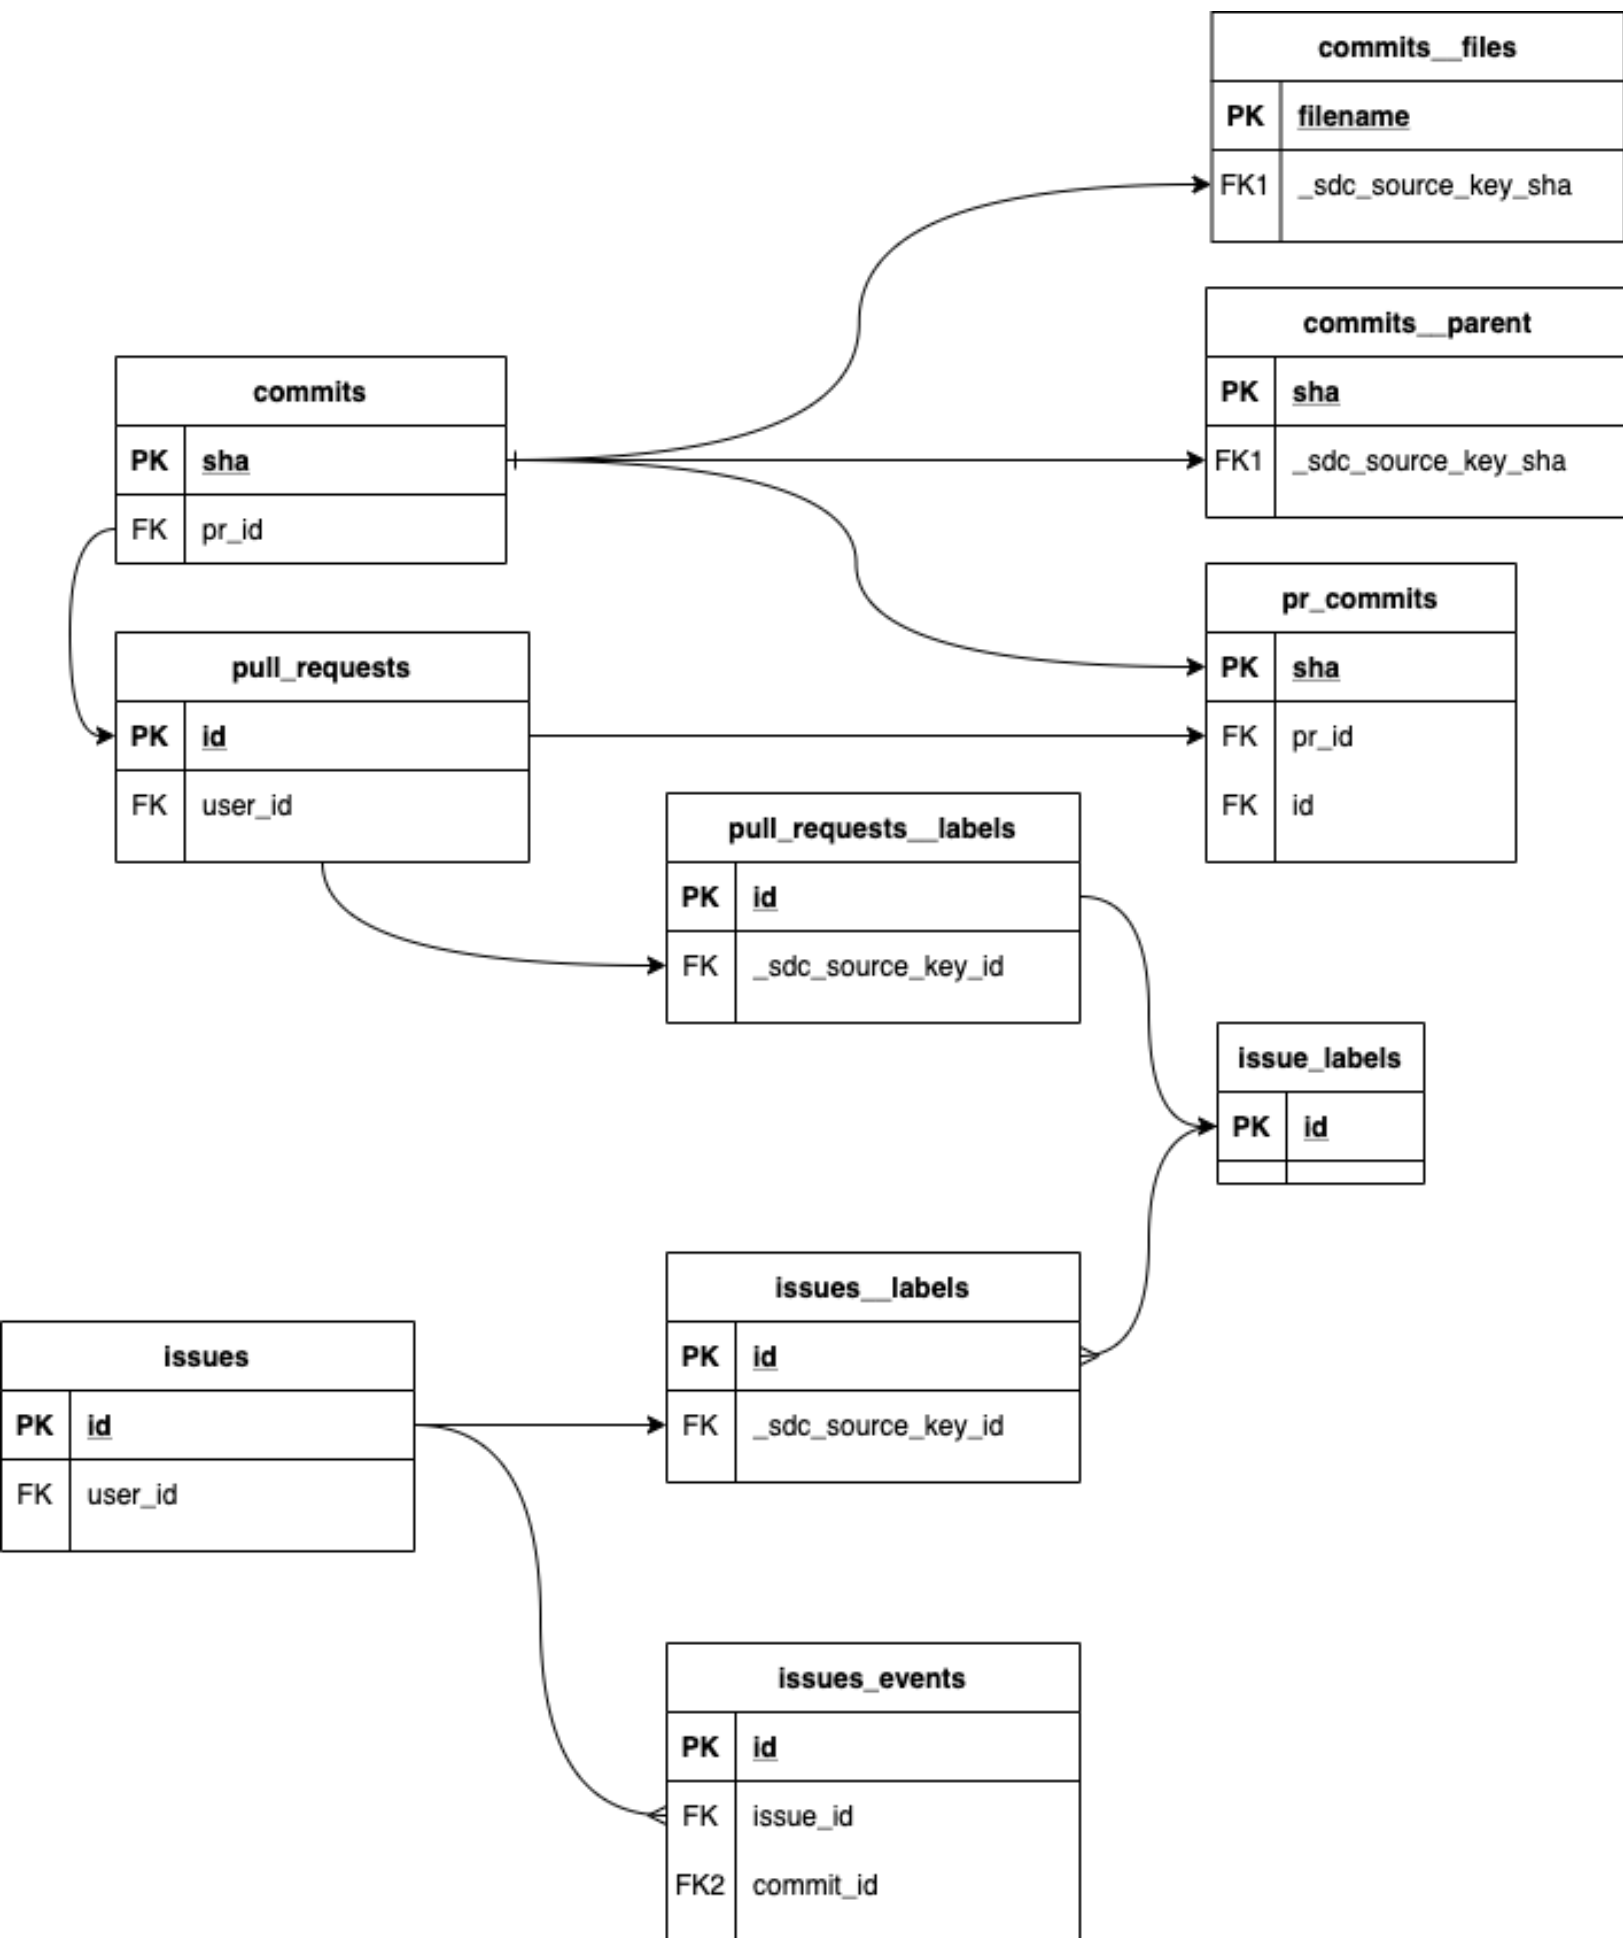 commits__files
PK filename
FK1 _sdc_source_key_sha
commits__parent
PK sha
FK1 _sdc_source_key_sha
commits
PK sha
FK pr_id
pr_commits
PK sha
FK pr_id
FK id
pull_requests
PK id
FK user_id
pull_requests__labels
PK id
FK _sdc_source_key_id
issue_labels
PK id
issues__labels
PK id
FK _sdc_source_key_id
issues
PK id
FK user_id
issues_events
PK id
FK issue_id
FK2 commit_id